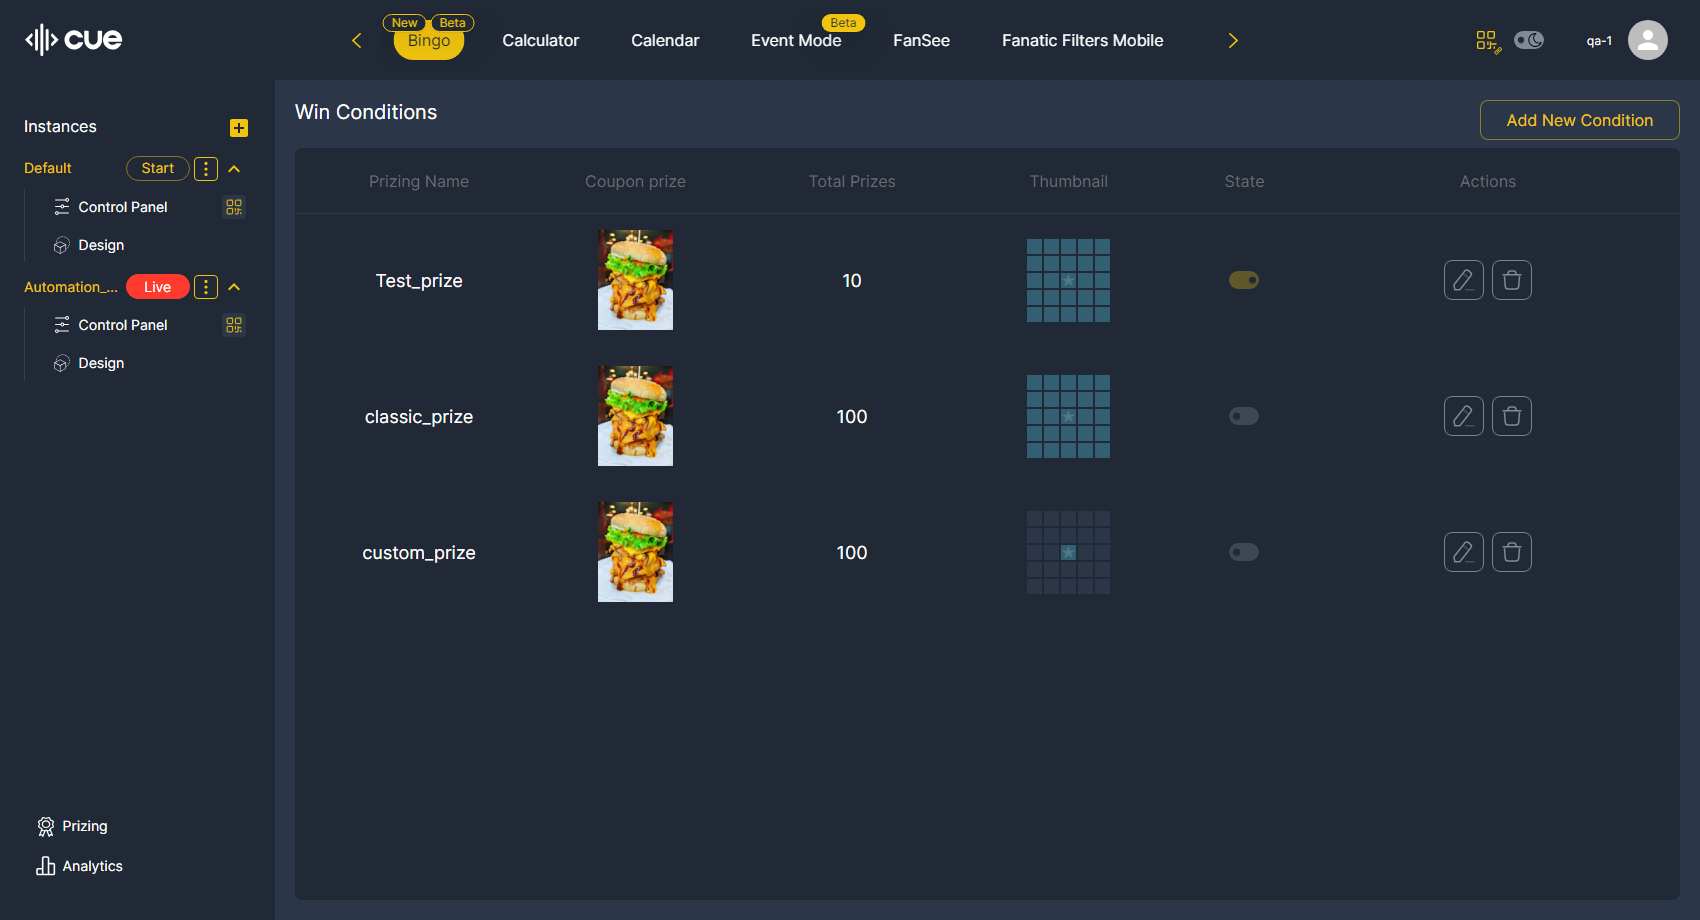 cue
New Beta
Bingo
Calculator
Calendar
Beta
Event Mode
FanSee
Fanatic Filters Mobile
qa-1
Instances
Default Start
Control Panel
Design
Automation_... Live
Control Panel
Design
Prizing
Analytics
Win Conditions
Add New Condition
Prizing Name Coupon prize Total Prizes Thumbnail State Actions
Test_prize 10
classic_prize 100
custom_prize 100